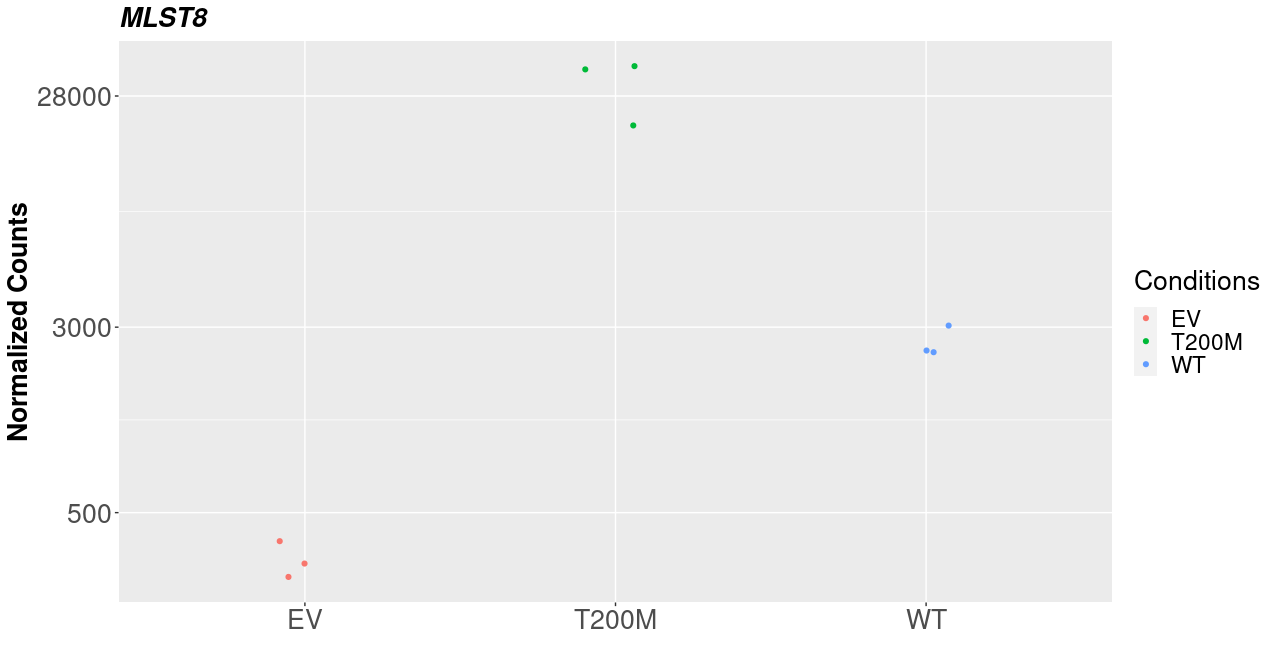 MLST8
Normalized Counts
28000
3000
500
EV
T200M
WT
Conditions
EV
T200M
WT